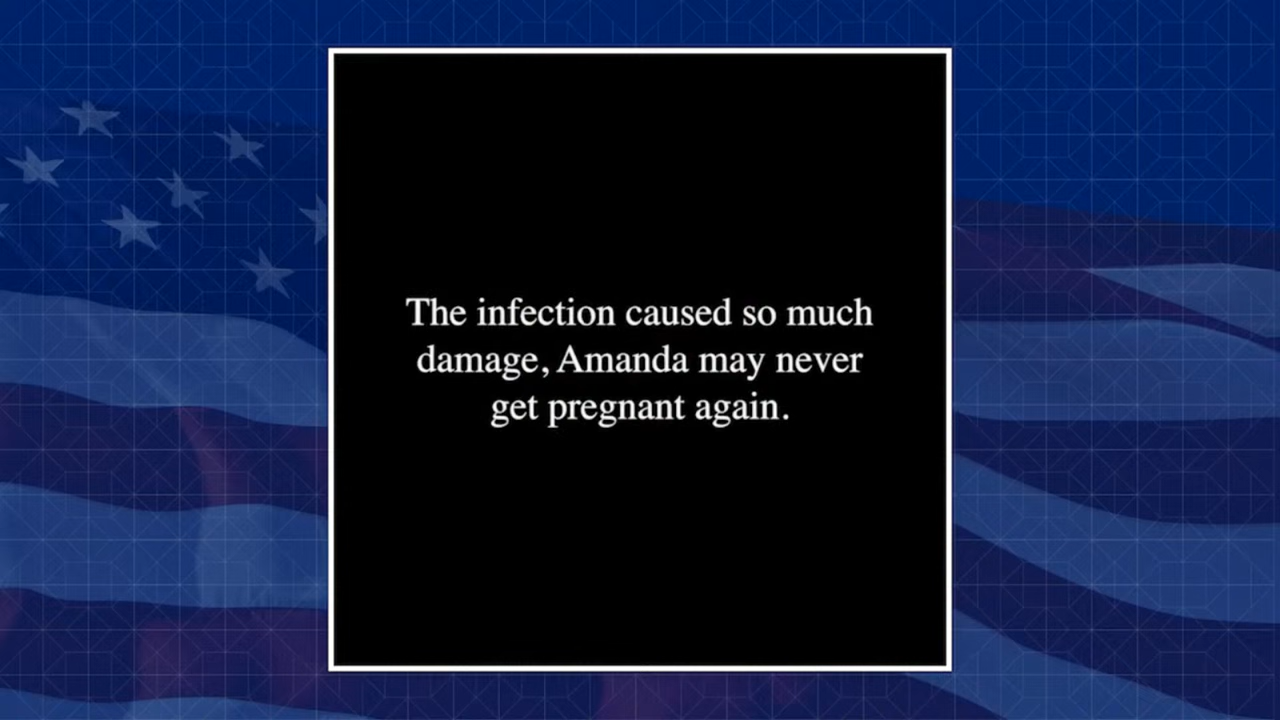 The infection caused so much
damage, Amanda may never
get pregnant again.